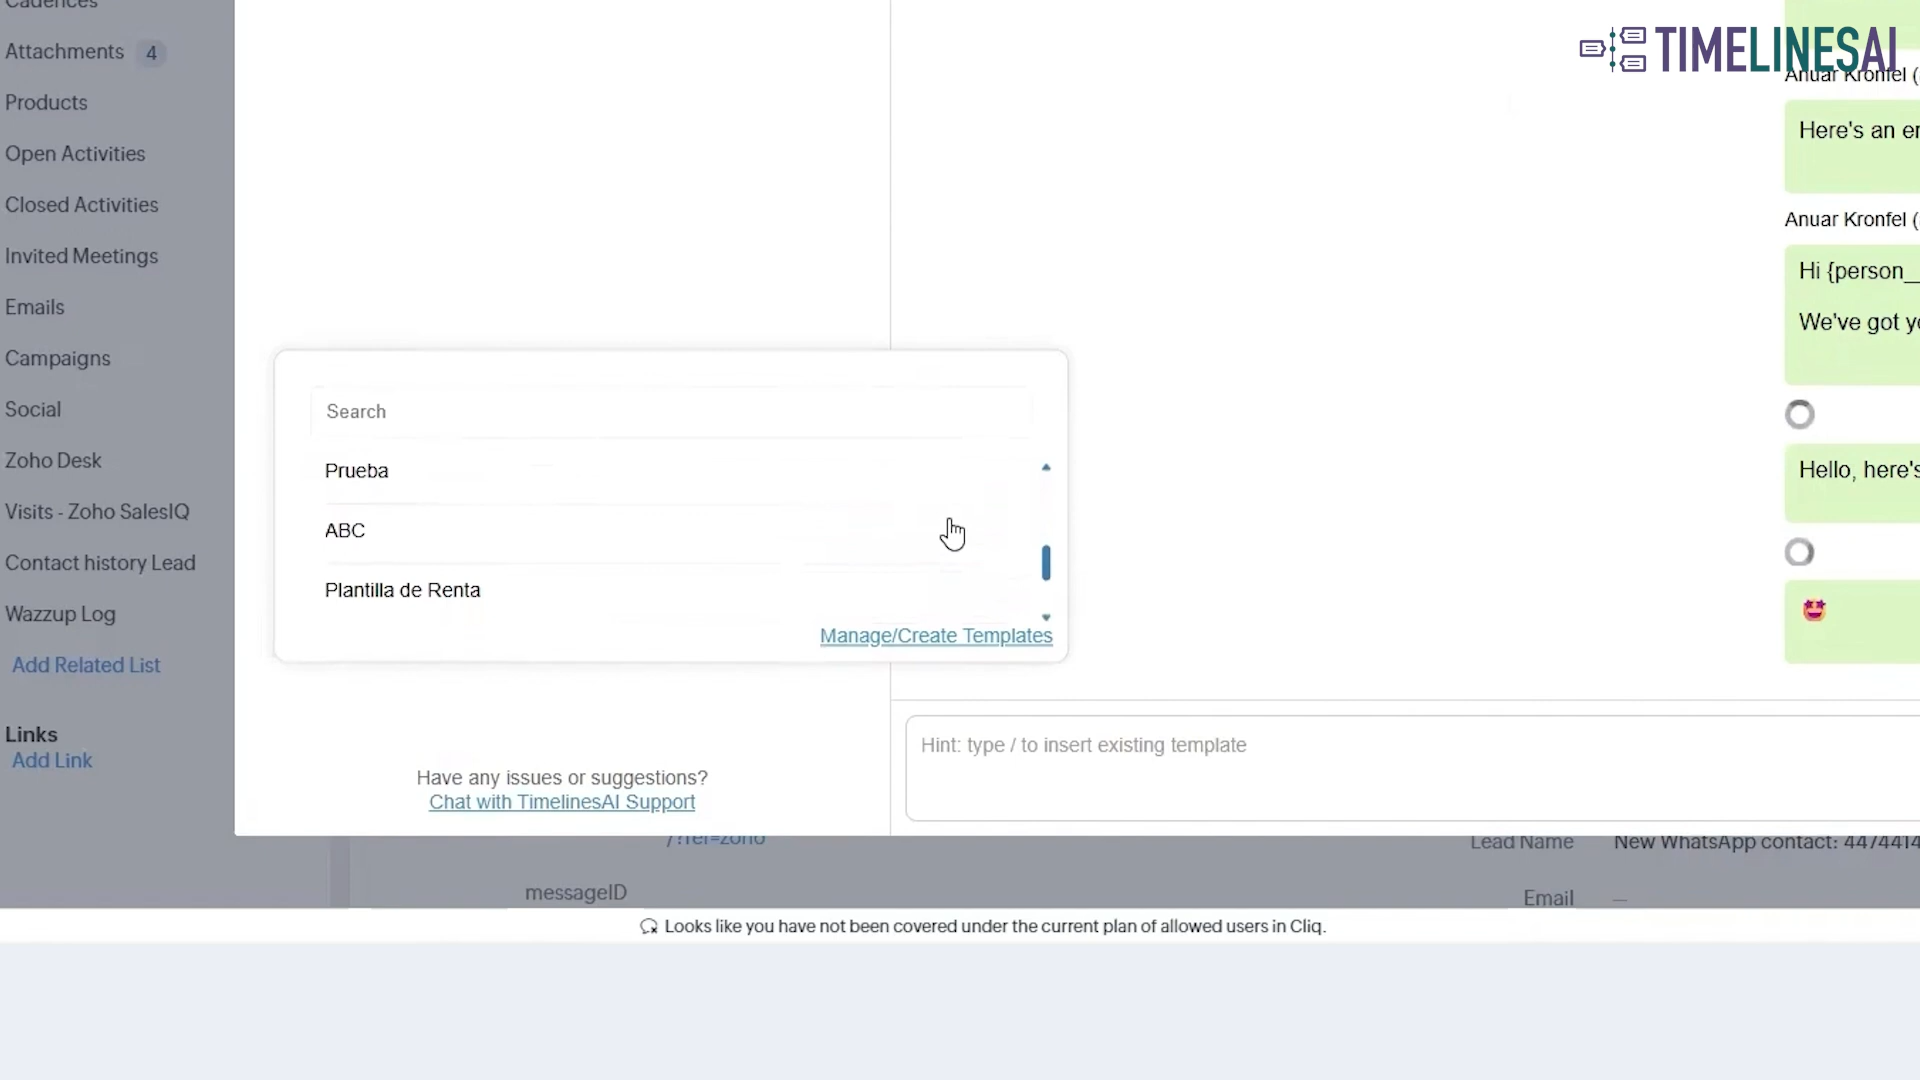 Cadences
Attachments 4
Products
Open Activities
Closed Activities
Invited Meetings
Emails
Campaigns
Social
Zoho Desk
Visits - Zoho SalesIQ
Contact history Lead
Wazzup Log
Add Related List
Links
Add Link
Search
Prueba
ABC
Plantilla de Renta
Manage/Create Templates
Have any issues or suggestions?
Chat with TimelinesAI Support
TIMELINESAI
Anuar Kronfel (
Here's an
Anuar Kronfel (
Hi {person_
We've got
Hello, here's
Hint: type / to insert existing template
/?ref=zoho
messageID
Lead Name New WhatsApp contact: 4474414
Email —
Looks like you have not been covered under the current plan of allowed users in Cliq.